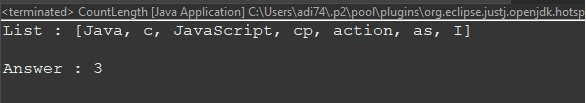 <terminated> CountLength [Java Application] C:\Users\adi74\.p2\pool\plugins\org.eclipse.justj.openjdk.hotsp
List : [Java, c, JavaScript, cp, action, as, I]
Answer : 3